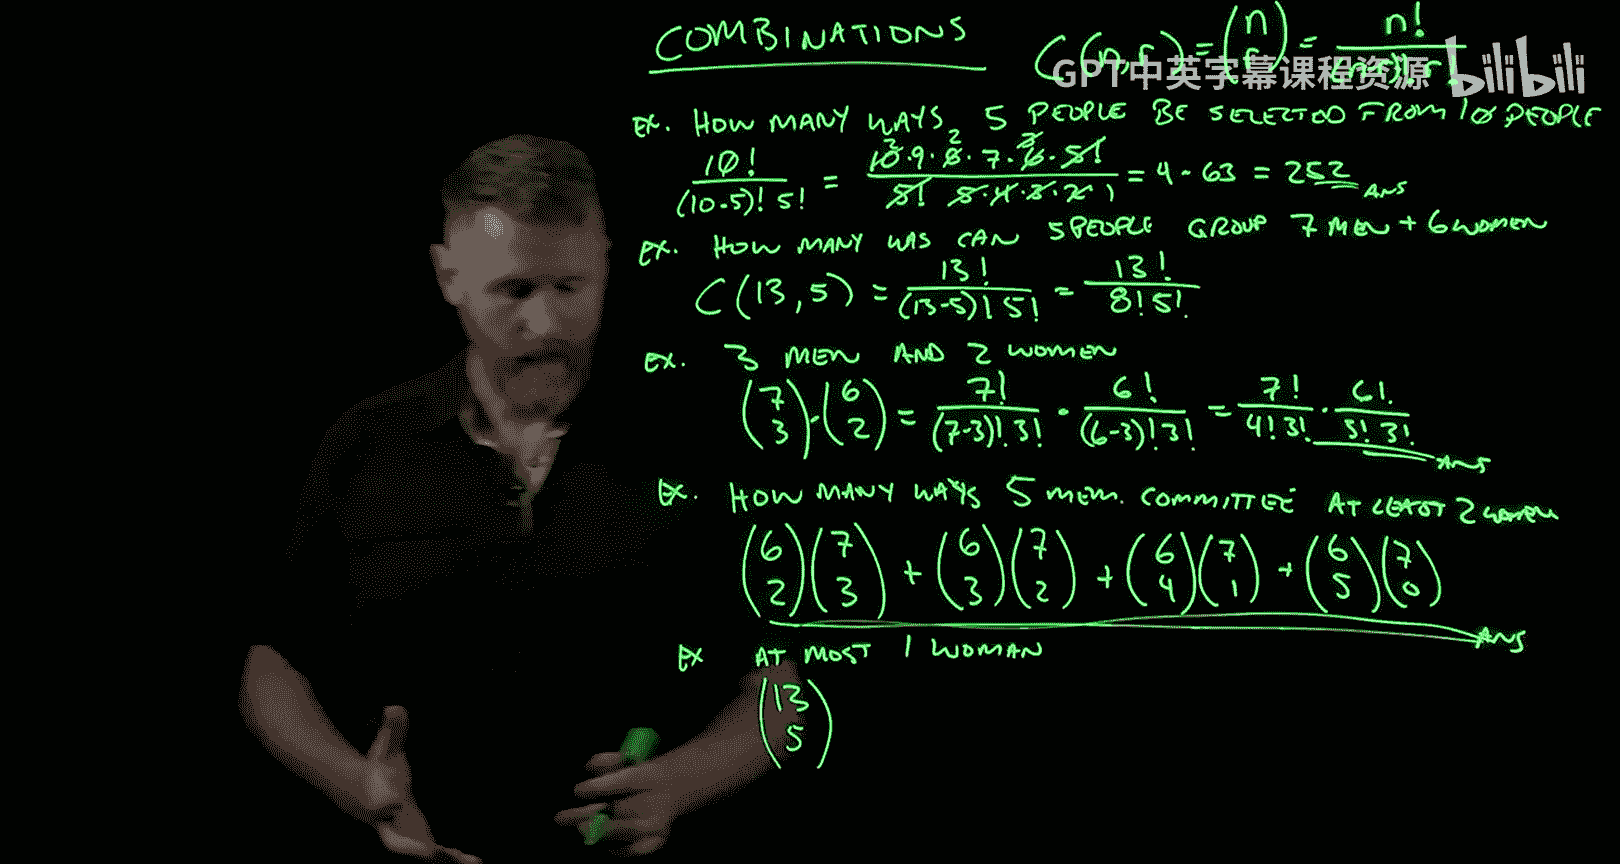 COMBINATIONS C(n,r) = (n r) = n! / (n-r)! r!
GPT中英字幕课程资源 bilibili
EX. HOW MANY WAYS, 5 PEOPLE BE SELECTED FROM 10 PEOPLE
10! / (10-5)! 5! = 10·9·8·7·6·5! / 5! 5·4·3·2·1 = 4 · 63 = 252 ANS
EX. HOW MANY WAS CAN 5 PEOPLE GROUP 7 MEN + 6 WOMEN
C(13,5) = 13! / (13-5)! 5! = 13! / 8! 5!
EX. 3 MEN AND 2 WOMEN
(7 3)·(6 2) = 7! / (7-3)! 3! · 6! / (6-3)! 3! = 7! / 4! 3! · 6! / 3! 3! ANS
EX. HOW MANY WAYS 5 MEM. COMMITTEE AT LEAST 2 WOMEN
(6 2)(7 3) + (6 3)(7 2) + (6 4)(7 1) + (6 5)(7 0) ANS
EX AT MOST 1 WOMAN
(13 5)